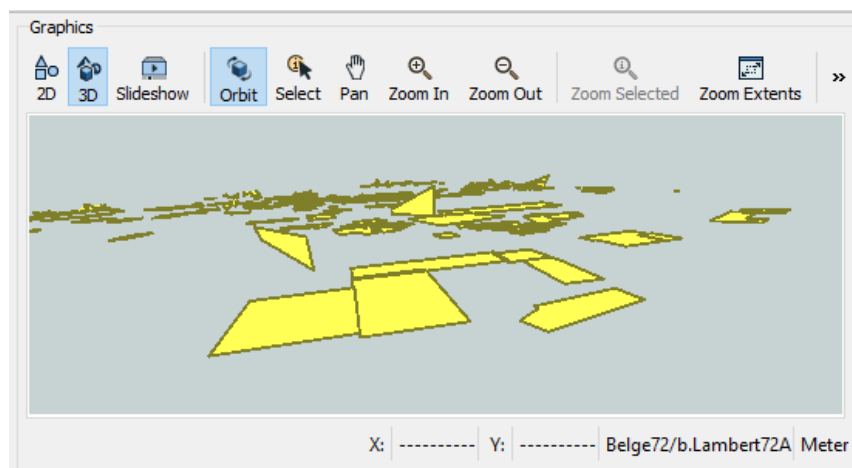 Graphics
2D 3D Slideshow Orbit Select Pan Zoom In Zoom Out Zoom Selected Zoom Extents »
X: ---------- Y: ---------- Belge72/b.Lambert72A Meter